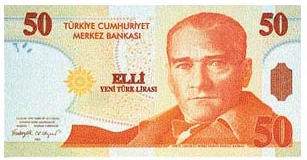 50
TÜRKİYE CUMHURİYET
MERKEZ BANKASI
50
ELLİ
YENİ TÜRK LİRASI
50